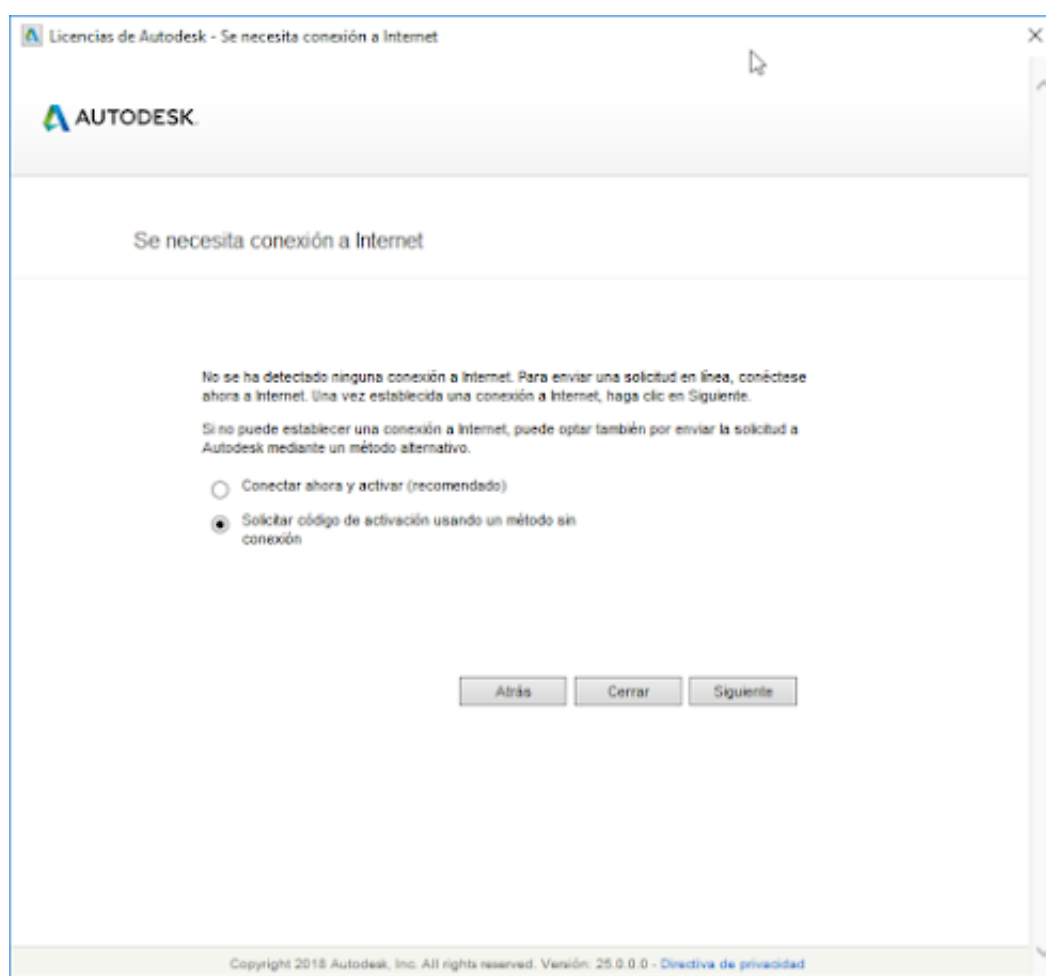 Licencias de Autodesk - Se necesita conexión a Internet
AUTODESK.
Se necesita conexión a Internet
No se ha detectado ninguna conexión a Internet. Para enviar una solicitud en línea, conéctese
ahora a Internet. Una vez establecida una conexión a Internet, haga clic en Siguiente.
Si no puede establecer una conexión a Internet, puede optar también por enviar la solicitud a
Autodesk mediante un método alternativo.
Conectar ahora y activar (recomendado)
Solicitar código de activación usando un método sin
conexión
Atrás Cerrar Siguiente
Copyright 2018 Autodesk, Inc. All rights reserved. Versión: 25.0.0.0 - Directiva de privacidad